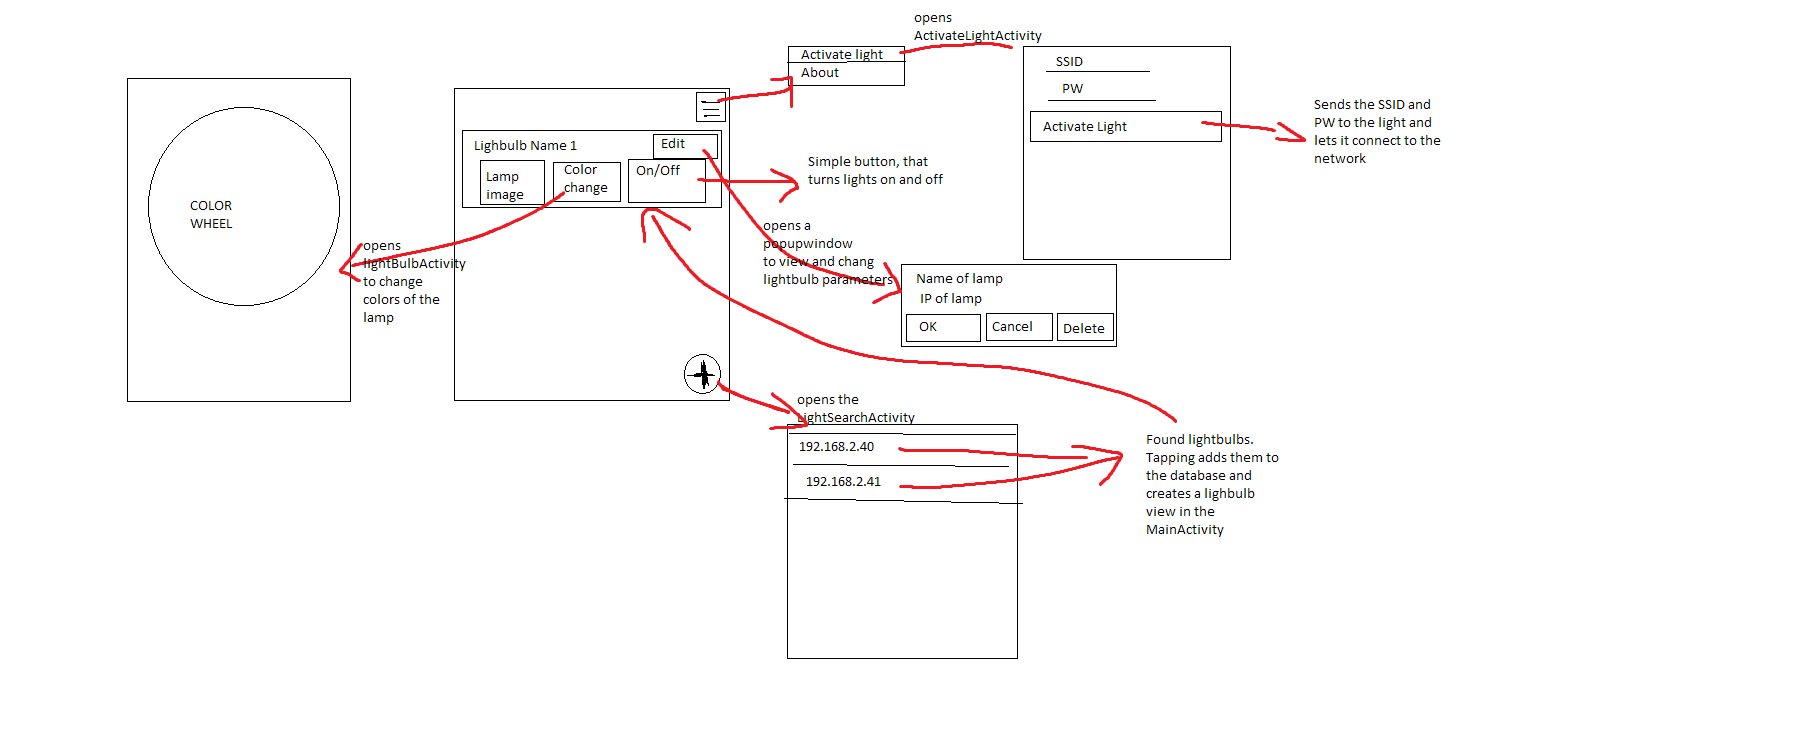 opens
ActivateLightActivity
Activate light
About
SSID
PW
Activate Light
Sends the SSID and
PW to the light and
lets it connect to the
network
Lighbulb Name 1
Edit
Lamp
image
Color
change
On/Off
Simple button, that
turns lights on and off
COLOR
WHEEL
opens
lightBulbActivity
to change
colors of the
lamp
opens a
popupwindow
to view and chang
lightbulb parameters
Name of lamp
IP of lamp
OK
Cancel
Delete
opens the
LightSearchActivity
192.168.2.40
192.168.2.41
Found lightbulbs.
Tapping adds them to
the database and
creates a lighbulb
view in the
MainActivity